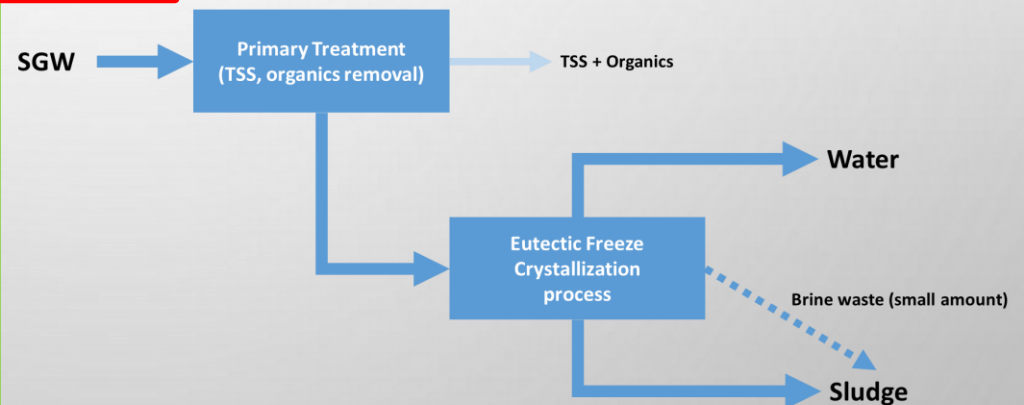 SGW
Primary Treatment
(TSS, organics removal)
TSS + Organics
Water
Eutectic Freeze
Crystallization
process
Brine waste (small amount)
Sludge